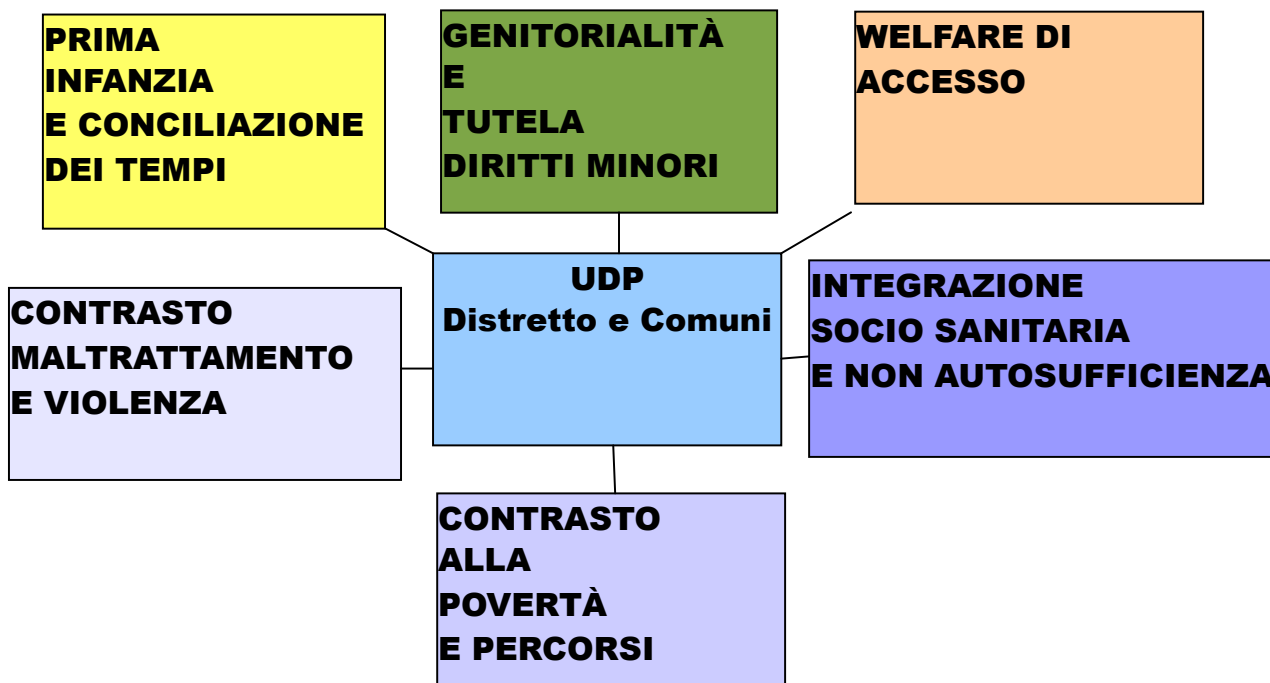 PRIMA
INFANZIA
E CONCILIAZIONE
DEI TEMPI
GENITORIALITÀ
E
TUTELA
DIRITTI MINORI
WELFARE DI
ACCESSO
UDP
Distretto e Comuni
CONTRASTO
MALTRATTAMENTO
E VIOLENZA
INTEGRAZIONE
SOCIO SANITARIA
E NON AUTOSUFFICIENZA
CONTRASTO
ALLA
POVERTÀ
E PERCORSI